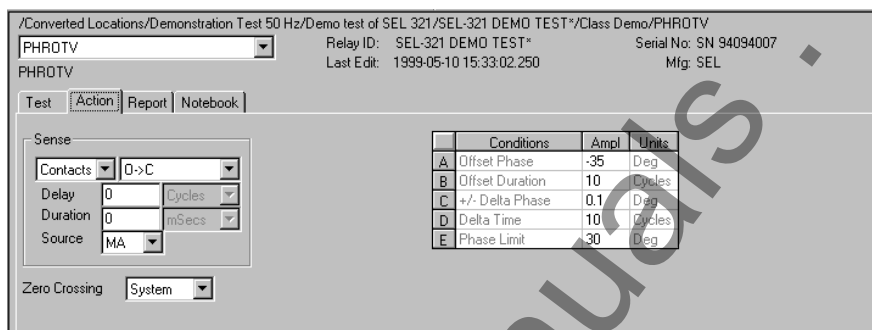 /Converted Locations/Demonstration Test 50 Hz/Demo test of SEL 321/SEL-321 DEMO TEST*/Class Demo/PHROTV
PHROTV
Relay ID: SEL-321 DEMO TEST*
Serial No: SN 94094007
Last Edit: 1999-05-10 15:33:02.250
Mfg: SEL
PHROTV
Test Action Report Notebook
Sense
Contacts O->C
Delay 0 Cycles
Duration 0 mSecs
Source MA
Zero Crossing System
Conditions Ampl Units
A Offset Phase -35 Deg
B Offset Duration 10 Cycles
C +/- Delta Phase 0.1 Deg
D Delta Time 10 Cycles
E Phase Limit 30 Deg